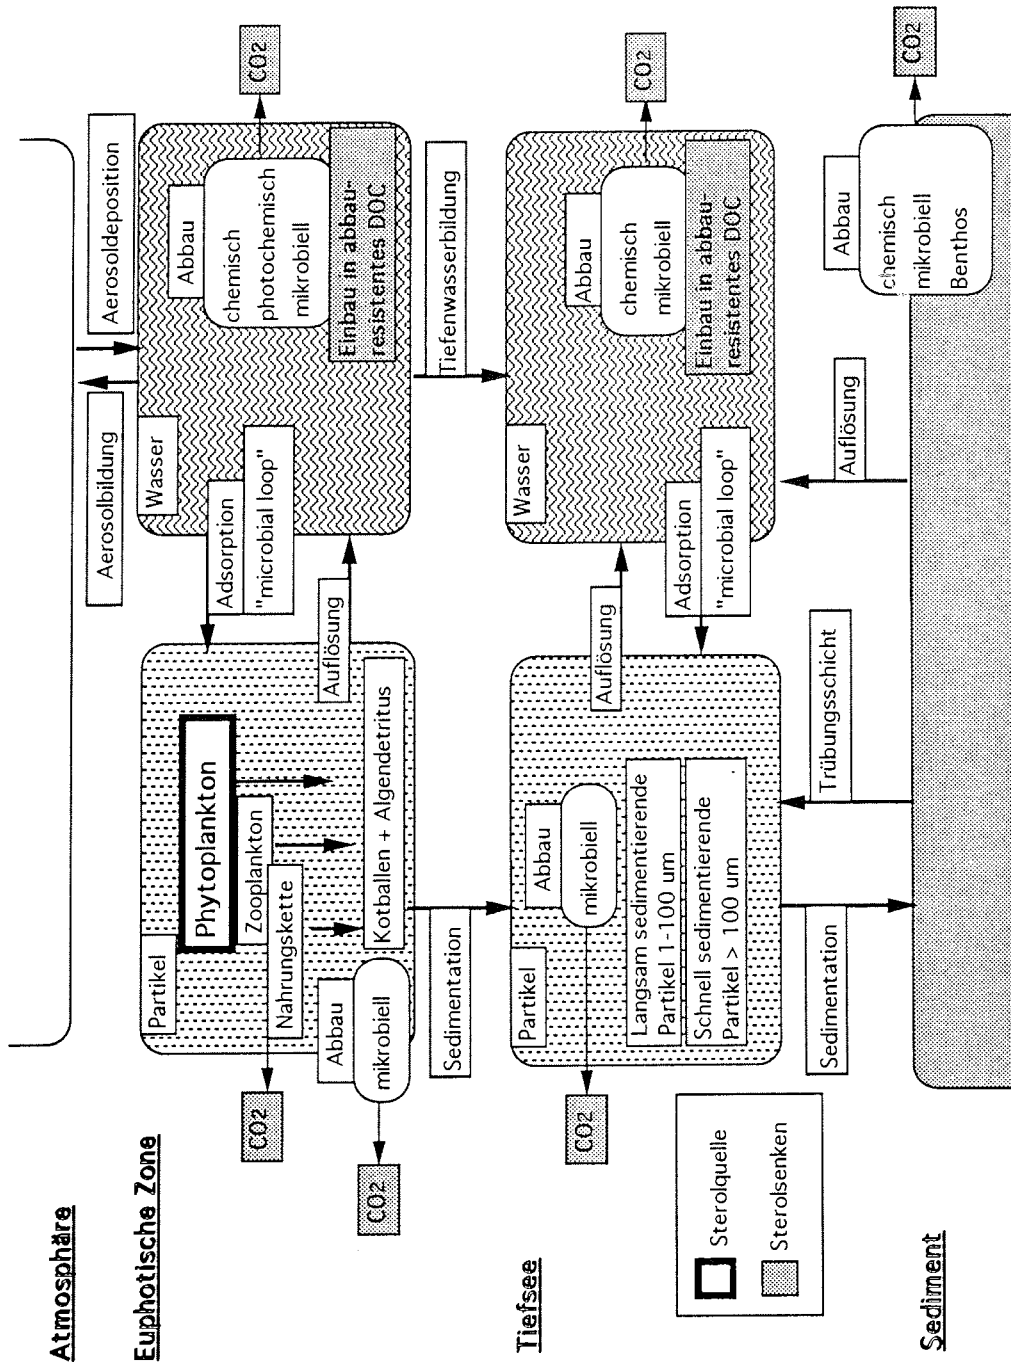 Atmosphäre
Aerosolbildung
Aerosoldeposition
Euphotische Zone
Partikel
Phytoplankton
Zooplankton
Nahrungskette
CO2
Abbau
mikrobiell
CO2
Kotballen + Algendetritus
Adsorption
"microbial loop"
Auflösung
Wasser
Abbau
chemisch
photochemisch
mikrobiell
CO2
Einbau in abbau-
resistentes DOC
Sedimentation
Tiefenwasserbildung
Tiefsee
Partikel
Abbau
mikrobiell
CO2
Langsam sedimentierende
Partikel 1-100 um
Schnell sedimentierende
Partikel > 100 um
Auflösung
Adsorption
"microbial loop"
Wasser
Abbau
chemisch
mikrobiell
CO2
Einbau in abbau-
resistentes DOC
Sedimentation
Trübungsschicht
Auflösung
Abbau
chemisch
mikrobiell
Benthos
CO2
Sediment
Sterolquelle
Sterolsenken